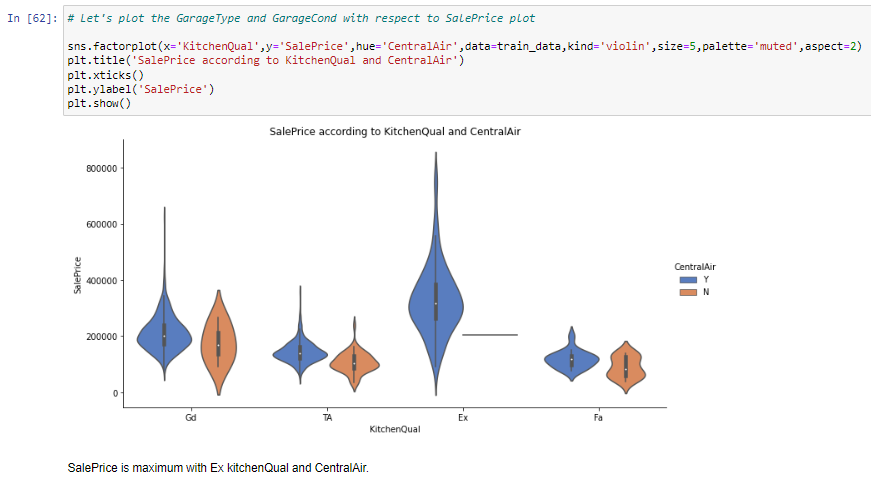 In [62]: # Let's plot the GarageType and GarageCond with respect to SalePrice plot
sns.factorplot(x='KitchenQual',y='SalePrice',hue='CentralAir',data=train_data,kind='violin',size=5,palette='muted',aspect=2)
plt.title('SalePrice according to KitchenQual and CentralAir')
plt.xticks()
plt.ylabel('SalePrice')
plt.show()
SalePrice according to KitchenQual and CentralAir
800000
600000
400000
200000
0
SalePrice
Gd TA Ex Fa
KitchenQual
CentralAir
Y
N
SalePrice is maximum with Ex kitchenQual and CentralAir.